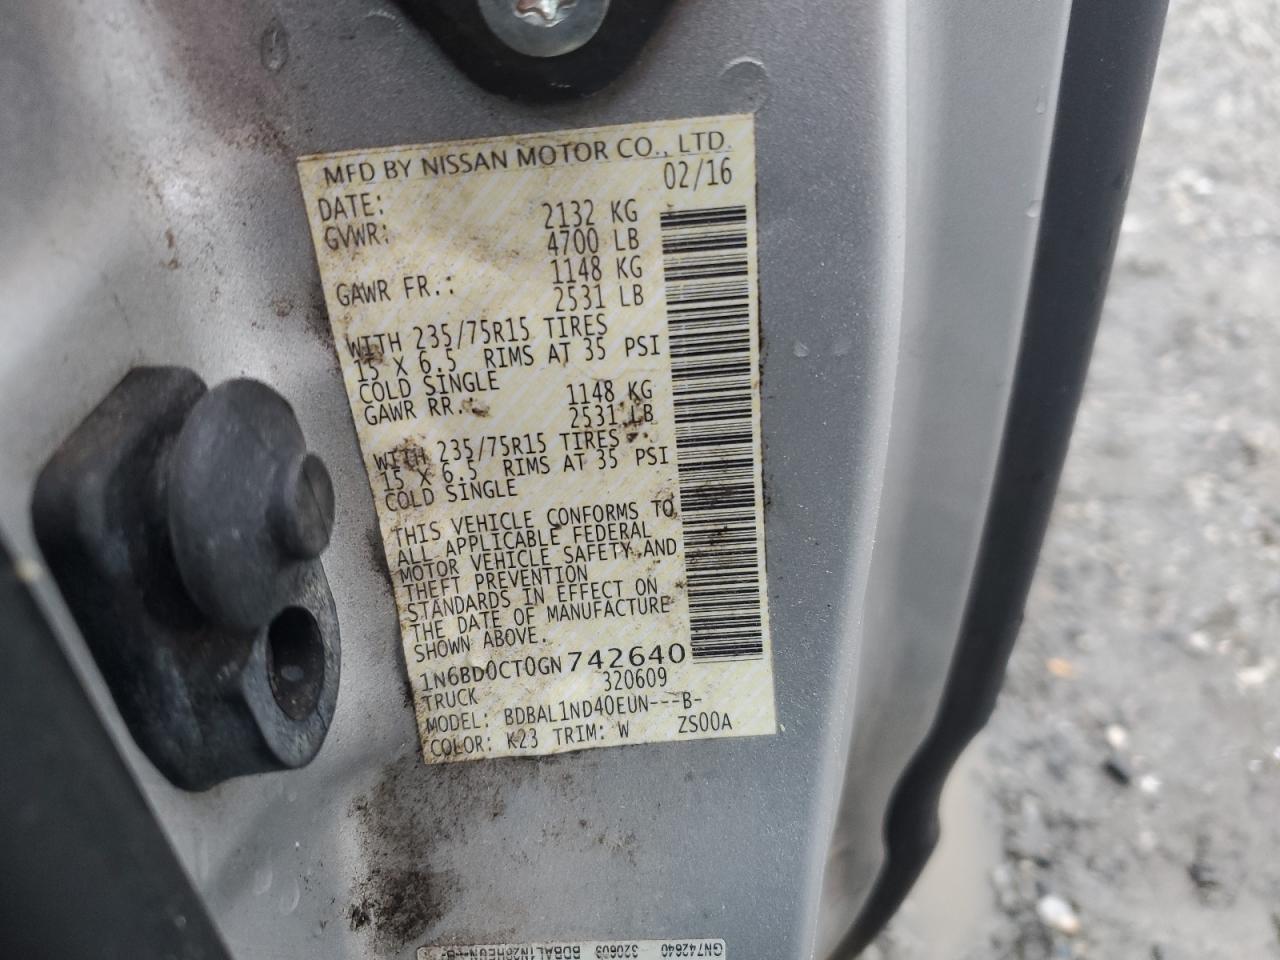 MFD BY NISSAN MOTOR CO., LTD.
DATE: 02/16
GVWR: 2132 KG
4700 LB
GAWR FR.: 1148 KG
2531 LB
WITH 235/75R15 TIRES
15 X 6.5 RIMS AT 35 PSI
COLD SINGLE
GAWR RR.: 1148 KG
2531 LB
WITH 235/75R15 TIRES
15 X 6.5 RIMS AT 35 PSI
COLD SINGLE
THIS VEHICLE CONFORMS TO
ALL APPLICABLE FEDERAL
MOTOR VEHICLE SAFETY AND
THEFT PREVENTION
STANDARDS IN EFFECT ON
THE DATE OF MANUFACTURE
SHOWN ABOVE.
1N6BD0CT0GN742640
TRUCK 320609
MODEL: BDBAL1ND40EUN---B-
COLOR: K23 TRIM: W ZS00A
GN742640 320609